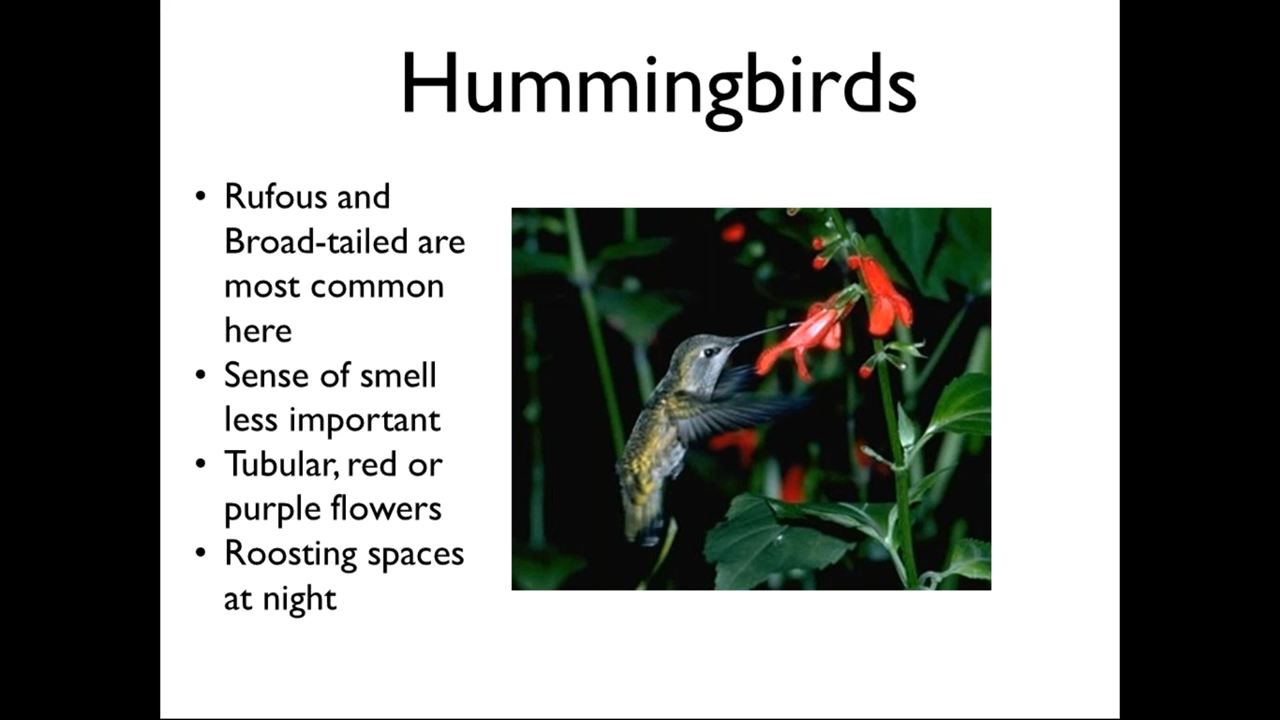 Hummingbirds
• Rufous and
Broad-tailed are
most common
here
• Sense of smell
less important
• Tubular, red or
purple flowers
• Roosting spaces
at night